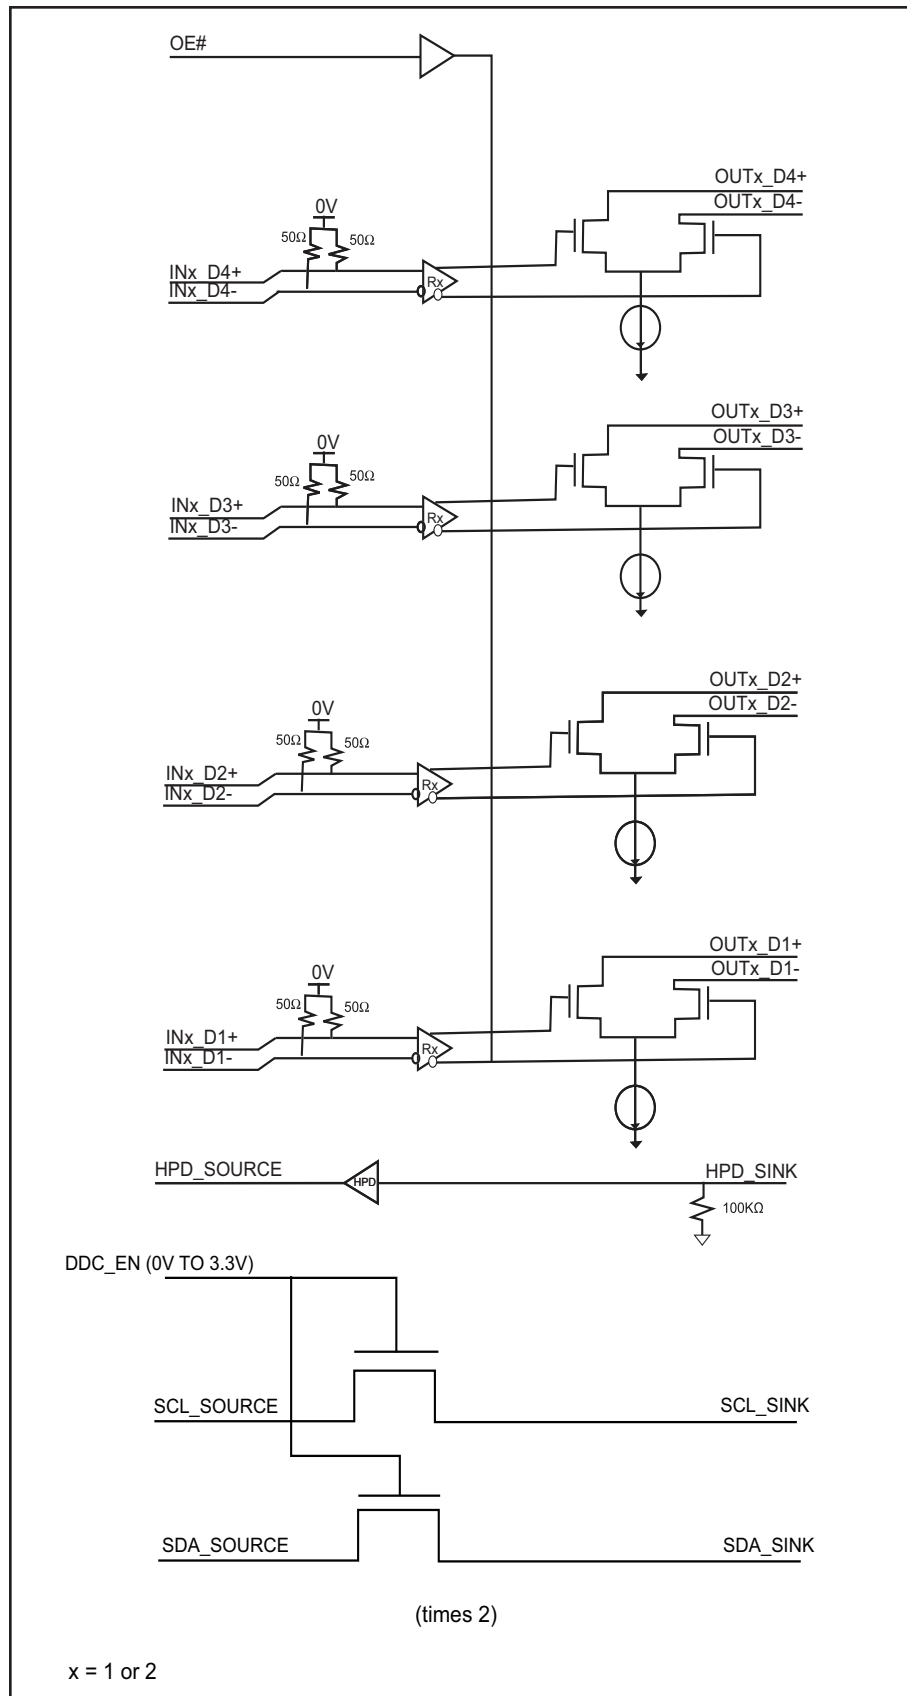 OE#
OUTx_D4+
OUTx_D4-
0V
50Ω 50Ω
INx_D4+
INx_D4-
Rx
OUTx_D3+
OUTx_D3-
0V
50Ω 50Ω
INx_D3+
INx_D3-
Rx
OUTx_D2+
OUTx_D2-
0V
50Ω 50Ω
INx_D2+
INx_D2-
Rx
OUTx_D1+
OUTx_D1-
0V
50Ω 50Ω
INx_D1+
INx_D1-
Rx
HPD_SOURCE HPD HPD_SINK
100KΩ
DDC_EN (0V TO 3.3V)
SCL_SOURCE SCL_SINK
SDA_SOURCE SDA_SINK
(times 2)
x = 1 or 2